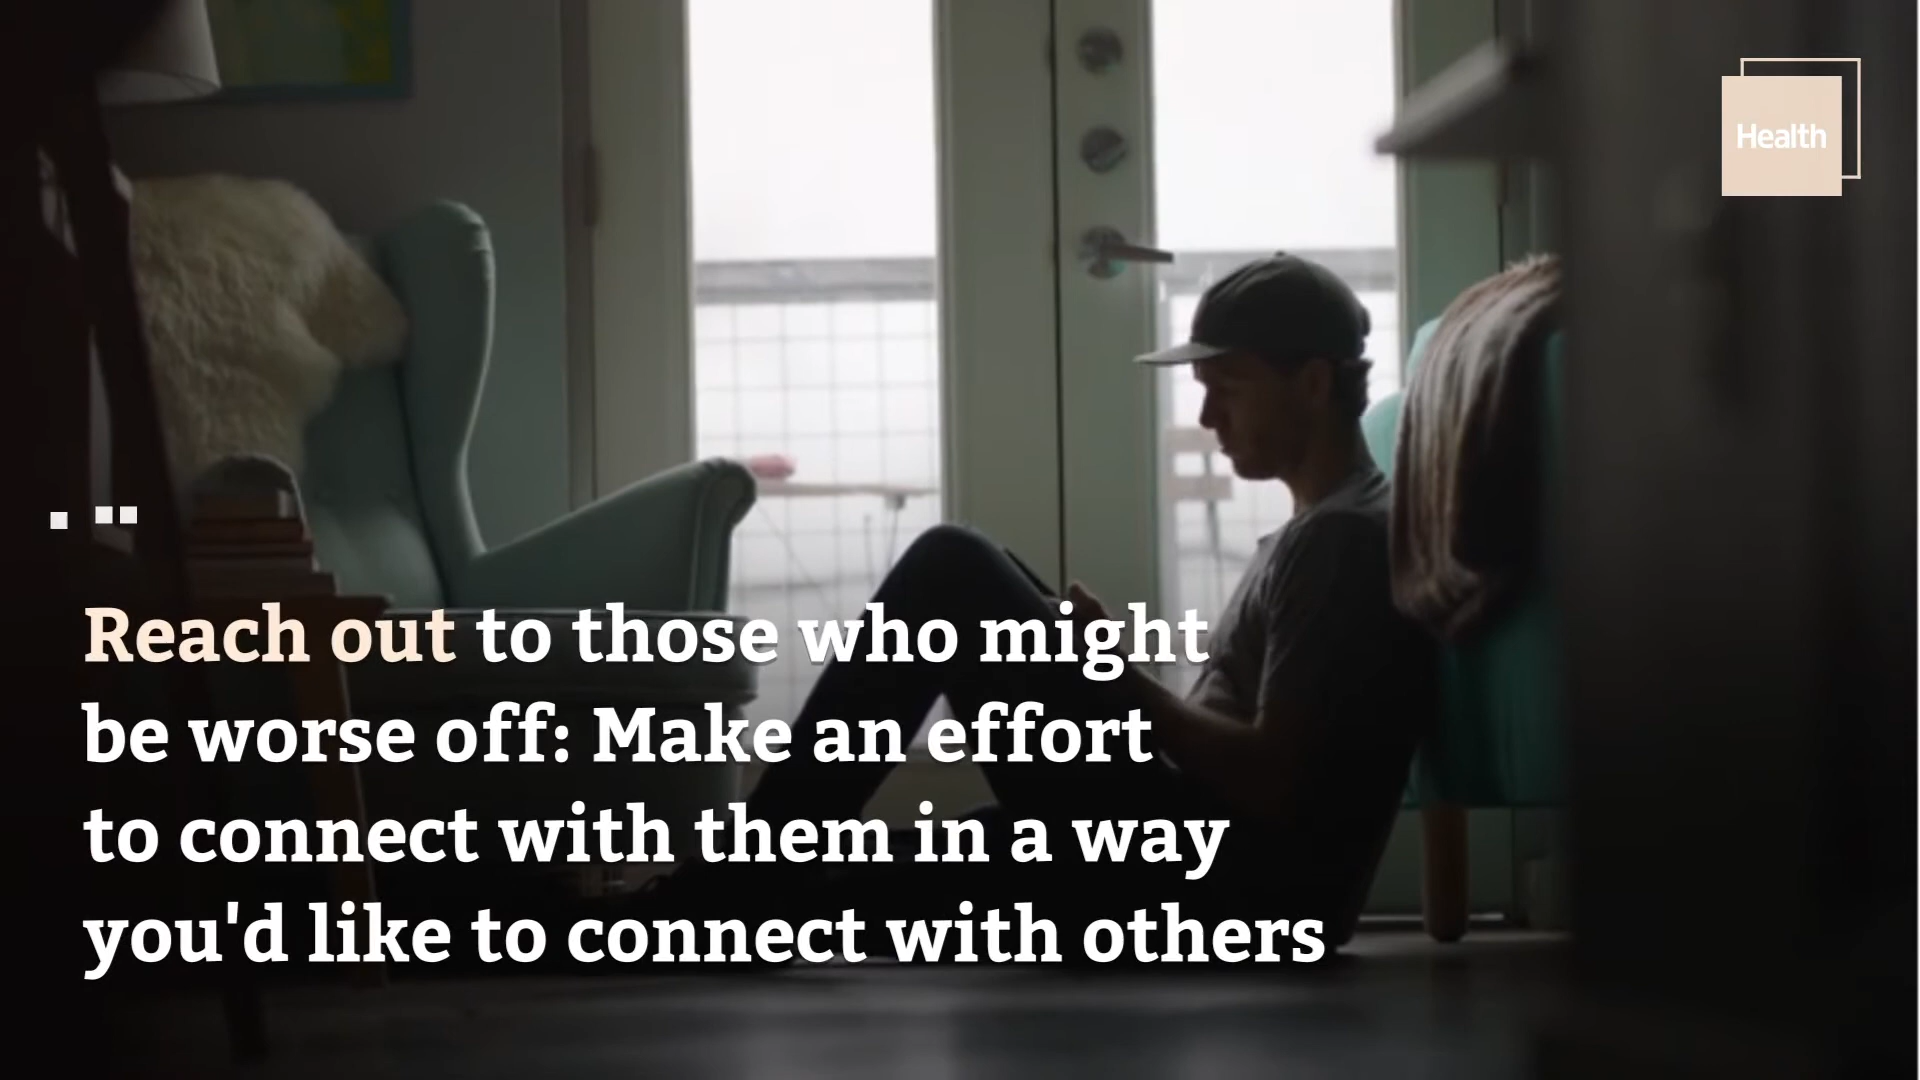 Health
Reach out to those who might
be worse off: Make an effort
to connect with them in a way
you'd like to connect with others